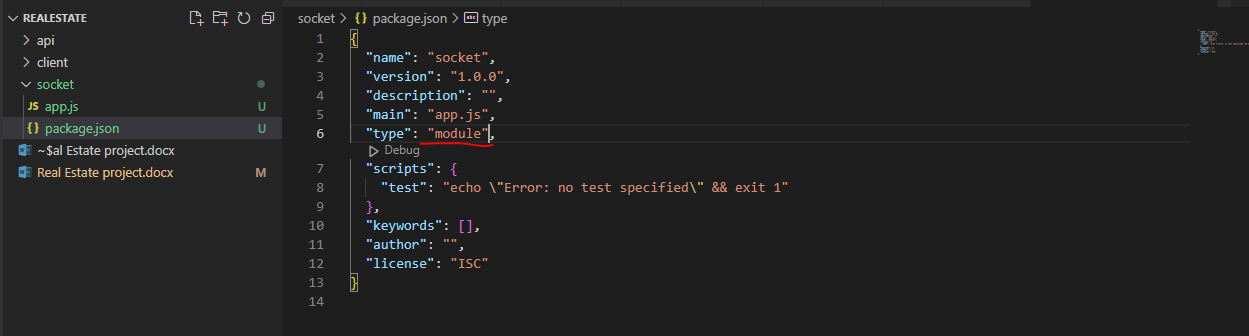 REALESTATE
api
client
socket
JS app.js U
{} package.json U
~$al Estate project.docx
Real Estate project.docx M
socket > {} package.json > abc type
1 {
2 "name": "socket",
3 "version": "1.0.0",
4 "description": "",
5 "main": "app.js",
6 "type": "module",
Debug
7 "scripts": {
8 "test": "echo \"Error: no test specified\" && exit 1"
9 },
10 "keywords": [],
11 "author": "",
12 "license": "ISC"
13 }
14